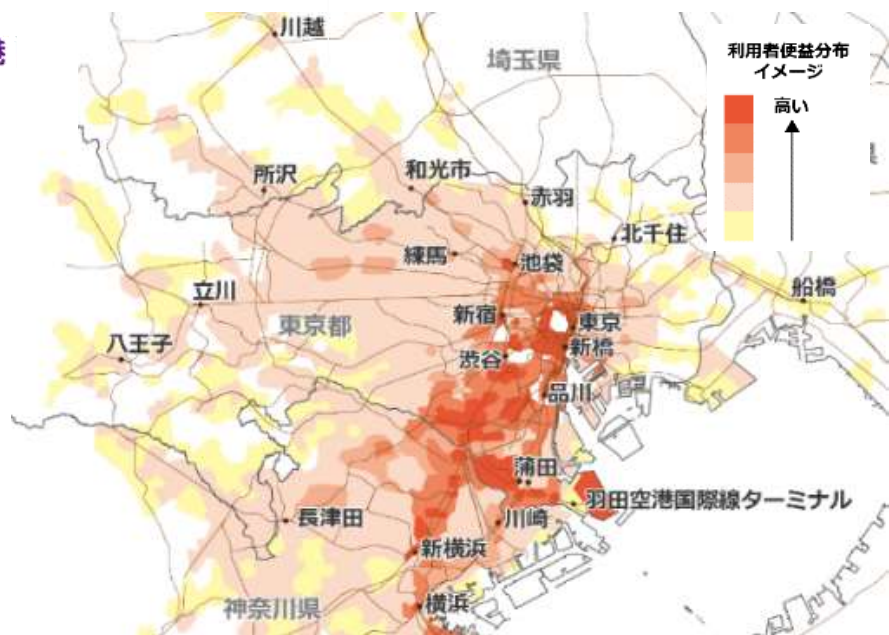 川越
埼玉県
利用者便益分布
イメージ
高い
所沢
和光市
赤羽
北千住
練馬
池袋
船橋
立川
新宿
東京
東京都
新橋
八王子
渋谷
品川
蒲田
羽田空港国際線ターミナル
長津田
川崎
新横浜
神奈川県
横浜